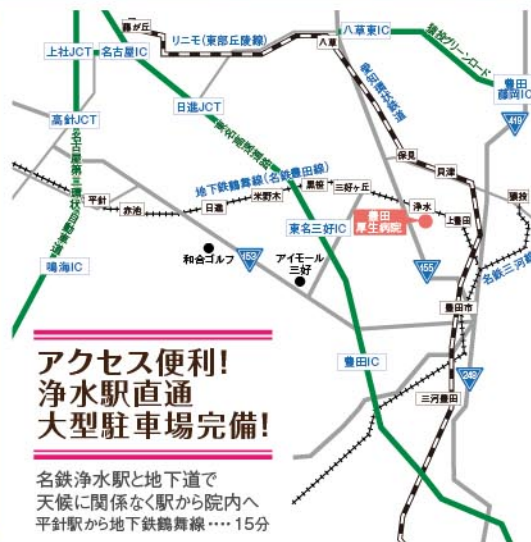 藤が丘
リニモ(東部丘陵線)
八草東IC
猿投グリーンロード
上社JCT
名古屋IC
八草
豊田
藤岡IC
愛知環状鉄道
日進JCT
419
高針JCT
東名高速道路
保見
貝津
地下鉄鶴舞線(名鉄豊田線)
名古屋第二環状自動車道
平針
赤池
日進
米野木
黒笹
三好ヶ丘
浄水
猿投
豊田
厚生病院
上豊田
東名三好IC
153
和合ゴルフ
アイモール
三好
155
名鉄三河線
鳴海IC
豊田市
豊田IC
248
三河豊田
アクセス便利!
浄水駅直通
大型駐車場完備!
名鉄浄水駅と地下道で
天候に関係なく駅から院内へ
平針駅から地下鉄鶴舞線‥‥15分